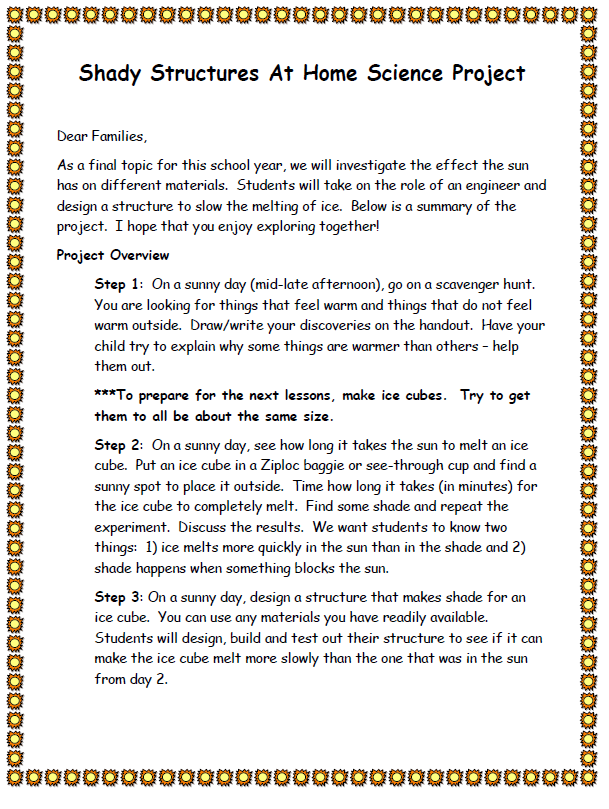 Shady Structures At Home Science Project
Dear Families,
As a final topic for this school year, we will investigate the effect the sun
has on different materials.  Students will take on the role of an engineer and
design a structure to slow the melting of ice.  Below is a summary of the
project.  I hope that you enjoy exploring together!
Project Overview
Step 1:  On a sunny day (mid-late afternoon), go on a scavenger hunt.
You are looking for things that feel warm and things that do not feel
warm outside.  Draw/write your discoveries on the handout.  Have your
child try to explain why some things are warmer than others – help
them out.
***To prepare for the next lessons, make ice cubes.  Try to get
them to all be about the same size.
Step 2:  On a sunny day, see how long it takes the sun to melt an ice
cube.  Put an ice cube in a Ziploc baggie or see-through cup and find a
sunny spot to place it outside.  Time how long it takes (in minutes) for
the ice cube to completely melt.  Find some shade and repeat the
experiment.  Discuss the results.  We want students to know two
things:  1) ice melts more quickly in the sun than in the shade and 2)
shade happens when something blocks the sun.
Step 3: On a sunny day, design a structure that makes shade for an
ice cube.  You can use any materials you have readily available.
Students will design, build and test out their structure to see if it can
make the ice cube melt more slowly than the one that was in the sun
from day 2.